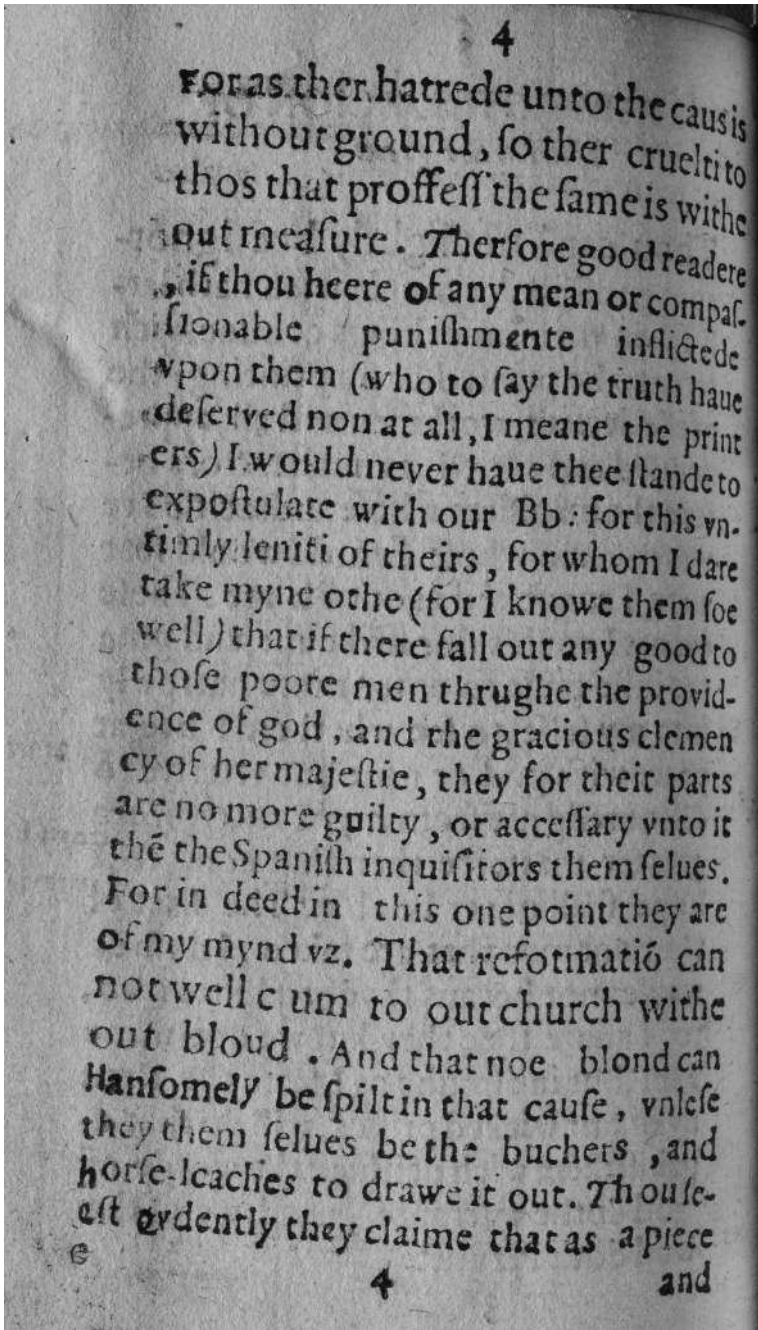 4
For as ther hatrede unto the caus is
without ground, ſo ther cruelti to
thos that proffeſſ the ſame is withe
out rneaſure. Therfore good readere
, if thou heere of any mean or compaſ-
ſionable puniſhmente inflictede
vpon them (who to ſay the truth haue
deſerved non at all, I meane the print
ers) I would never haue thee ſtande to
expoſtulate with our Bb: for this vn-
timly leniti of theirs, for whom I dare
take myne othe (for I knowe them ſoe
well) that if there fall out any good to
thoſe poore men thrughe the provid-
ence of god, and rhe gracious clemen
cy of her majeſtie, they for theit parts
are no more guilty, or acceſſary vnto it
thē the Spaniſh inquiſitors them ſelues.
For in deed in this one point they are
of my mynd vz. That refotmatiō can
not well c um to out church withe
out bloud. And that noe blond can
Hanſomely be ſpilt in that cauſe, vnleſe
they them ſelues be the buchers, and
horſe-leaches to drawe it out. Thou ſe-
eſt ardently they claime that as a piece
e
4 and